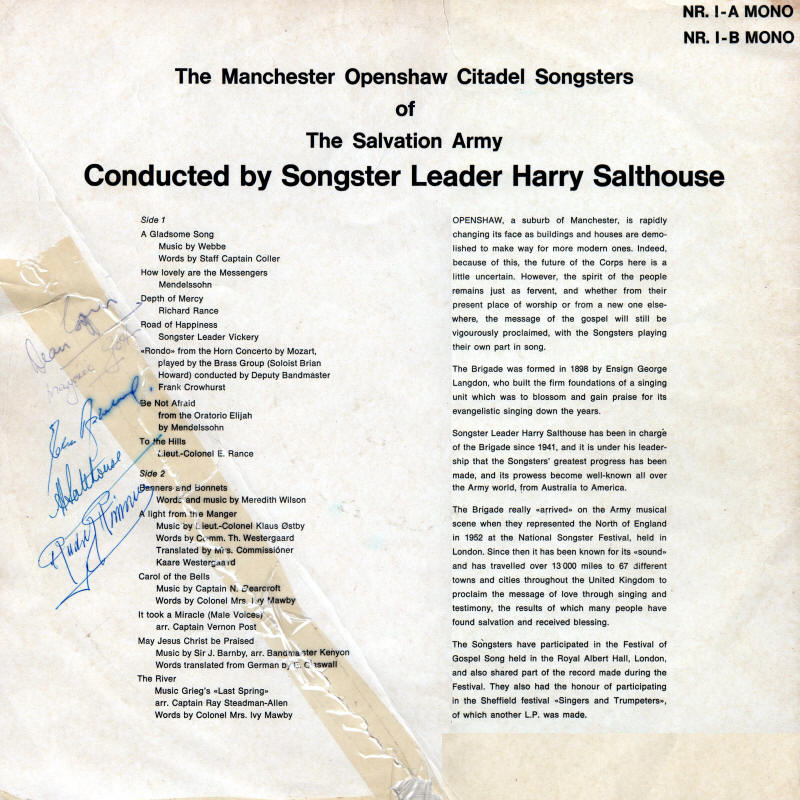 NR. I-A MONO
NR. I-B MONO
The Manchester Openshaw Citadel Songsters
of
The Salvation Army
Conducted by Songster Leader Harry Salthouse
Side 1
A Gladsome Song
Music by Webbe
Words by Staff Captain Coller
How lovely are the Messengers
Mendelssohn
Depth of Mercy
Richard Rance
Road of Happiness
Songster Leader Vickery
«Rondo» from the Horn Concerto by Mozart,
played by the Brass Group (Soloist Brian
Howard) conducted by Deputy Bandmaster
Frank Crowhurst
Be Not Afraid
from the Oratorio Elijah
by Mendelssohn
To the Hills
Lieut.-Colonel E. Rance
Side 2
Banners and Bonnets
Words and music by Meredith Wilson
A light from the Manger
Music by Lieut.-Colonel Klaus Østby
Words by Comm. Th. Westergaard
Translated by Mrs. Commissióner
Kaare Westergaard
Carol of the Bells
Music by Captain N. Bearcroft
Words by Colonel Mrs. Ivy Mawby
It took a Miracle (Male Voices)
arr. Captain Vernon Post
May Jesus Christ be Praised
Music by Sir J. Barnby, arr. Bandmaster Kenyon
Words translated from German by E. Caswall
The River
Music Grieg's «Last Spring»
arr. Captain Ray Steadman-Allen
Words by Colonel Mrs. Ivy Mawby
Dean
A Salthouse
OPENSHAW, a suburb of Manchester, is rapidly
changing its face as buildings and houses are demo-
lished to make way for more modern ones. Indeed,
because of this, the future of the Corps here is a
little uncertain. However, the spirit of the people
remains just as fervent, and whether from their
present place of worship or from a new one else-
where, the message of the gospel will still be
vigourously proclaimed, with the Songsters playing
their own part in song.
The Brigade was formed in 1898 by Ensign George
Langdon, who built the firm foundations of a singing
unit which was to blossom and gain praise for its
evangelistic singing down the years.
Songster Leader Harry Salthouse has been in charge
of the Brigade since 1941, and it is under his leader-
ship that the Songsters' greatest progress has been
made, and its prowess become well-known all over
the Army world, from Australia to America.
The Brigade really «arrived» on the Army musical
scene when they represented the North of England
in 1952 at the National Songster Festival, held in
London. Since then it has been known for its «sound»
and has travelled over 13 000 miles to 67 different
towns and cities throughout the United Kingdom to
proclaim the message of love through singing and
testimony, the results of which many people have
found salvation and received blessing.
The Songsters have participated in the Festival of
Gospel Song held in the Royal Albert Hall, London,
and also shared part of the record made during the
Festival. They also had the honour of participating
in the Sheffield festival «Singers and Trumpeters»,
of which another L.P. was made.